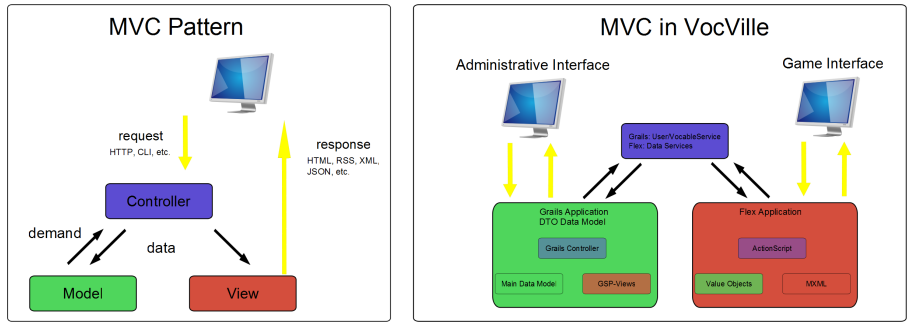 MVC Pattern
request
HTTP, CLI, etc.
response
HTML, RSS, XML,
JSON, etc.
Controller
demand
data
Model
View
MVC in VocVille
Administrative Interface
Game Interface
Grails: User/VocableService
Flex: Data Services
Grails Application
DTO Data Model
Grails Controller
Main Data Model
GSP-Views
Flex Application
ActionScript
Value Objects
MXML